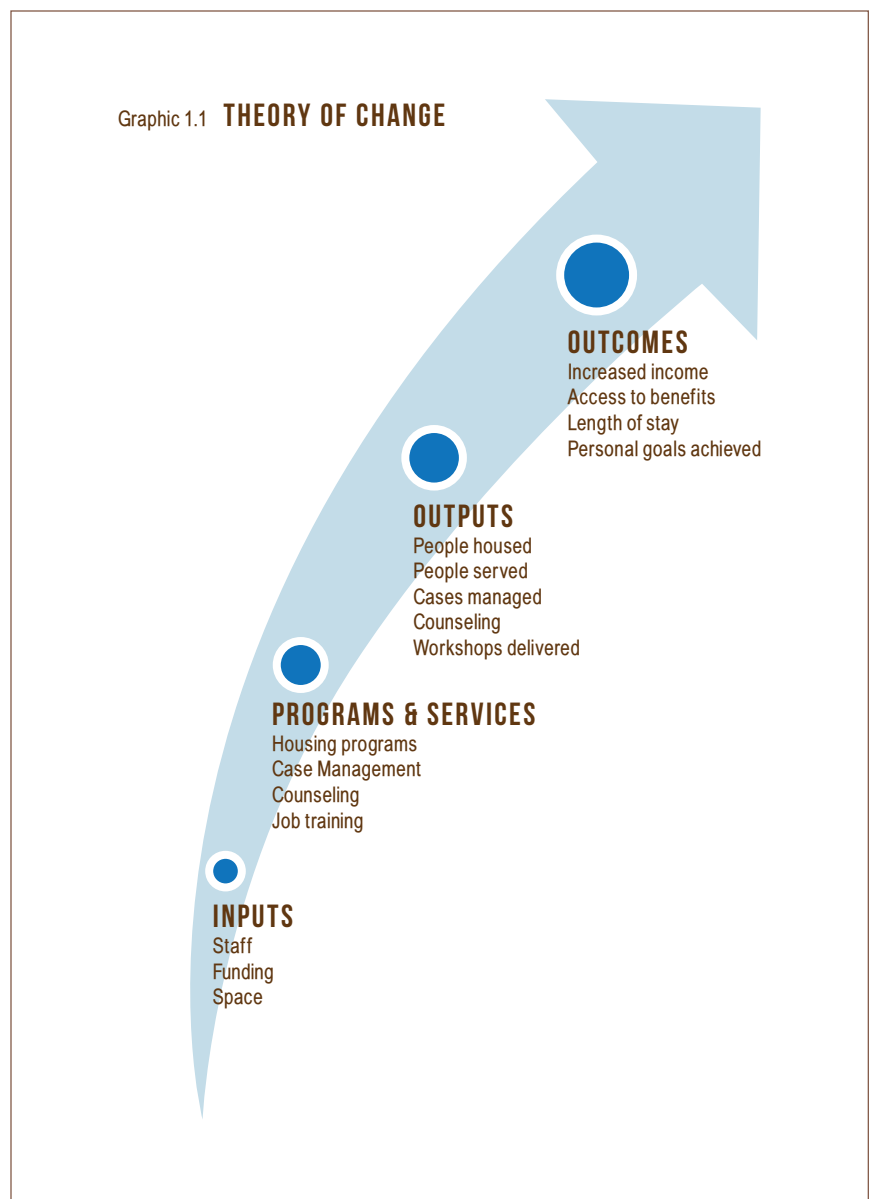 Graphic 1.1 THEORY OF CHANGE
OUTCOMES
Increased income
Access to benefits
Length of stay
Personal goals achieved
OUTPUTS
People housed
People served
Cases managed
Counseling
Workshops delivered
PROGRAMS & SERVICES
Housing programs
Case Management
Counseling
Job training
INPUTS
Staff
Funding
Space